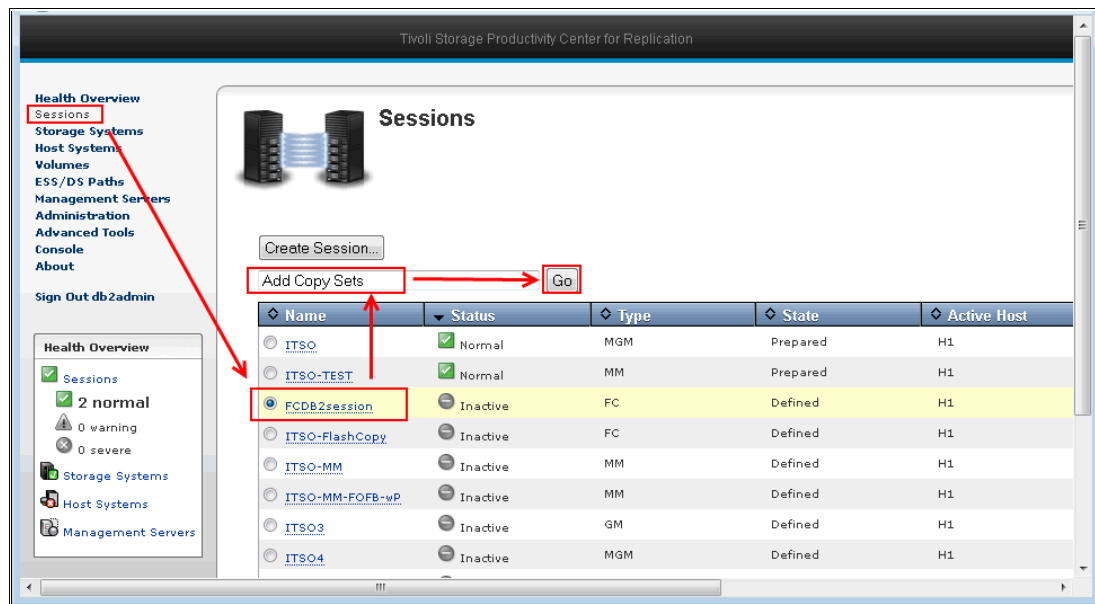 Tivoli Storage Productivity Center for Replication
Health Overview
Sessions
Storage Systems
Host Systems
Volumes
ESS/DS Paths
Management Servers
Administration
Advanced Tools
Console
About
Sign Out db2admin
Health Overview
Sessions
2 normal
0 warning
0 severe
Storage Systems
Host Systems
Management Servers
Sessions
Create Session...
Add Copy Sets Go
Name Status Type State Active Host
ITSO Normal MGM Prepared H1
ITSO-TEST Normal MM Prepared H1
FCDB2session Inactive FC Defined H1
ITSO-FlashCopy Inactive FC Defined H1
ITSO-MM Inactive MM Defined H1
ITSO-MM-FOFB-wP Inactive MM Defined H1
ITSO3 Inactive GM Defined H1
ITSO4 Inactive MGM Defined H1